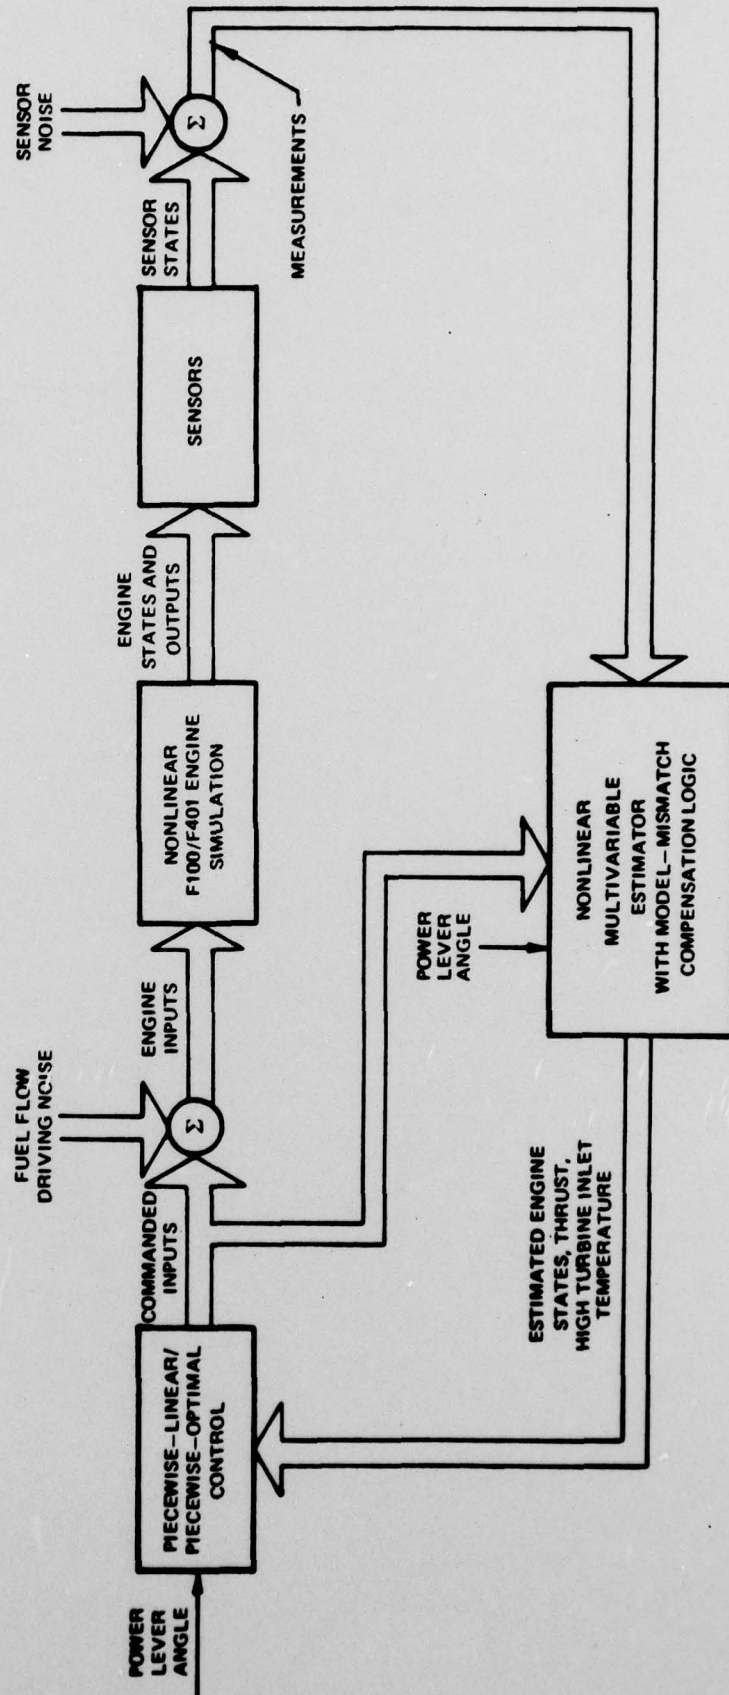 POWER
LEVER
ANGLE
PIECEWISE-LINEAR/
PIECEWISE-OPTIMAL
CONTROL
COMMANDED
INPUTS
FUEL FLOW
DRIVING NOISE
Σ
ENGINE
INPUTS
NONLINEAR
F100/F401 ENGINE
SIMULATION
ENGINE
STATES AND
OUTPUTS
SENSORS
SENSOR
STATES
SENSOR
NOISE
Σ
MEASUREMENTS
POWER
LEVER
ANGLE
NONLINEAR
MULTIVARIABLE
ESTIMATOR
WITH MODEL-MISMATCH
COMPENSATION LOGIC
ESTIMATED ENGINE
STATES, THRUST,
HIGH TURBINE INLET
TEMPERATURE